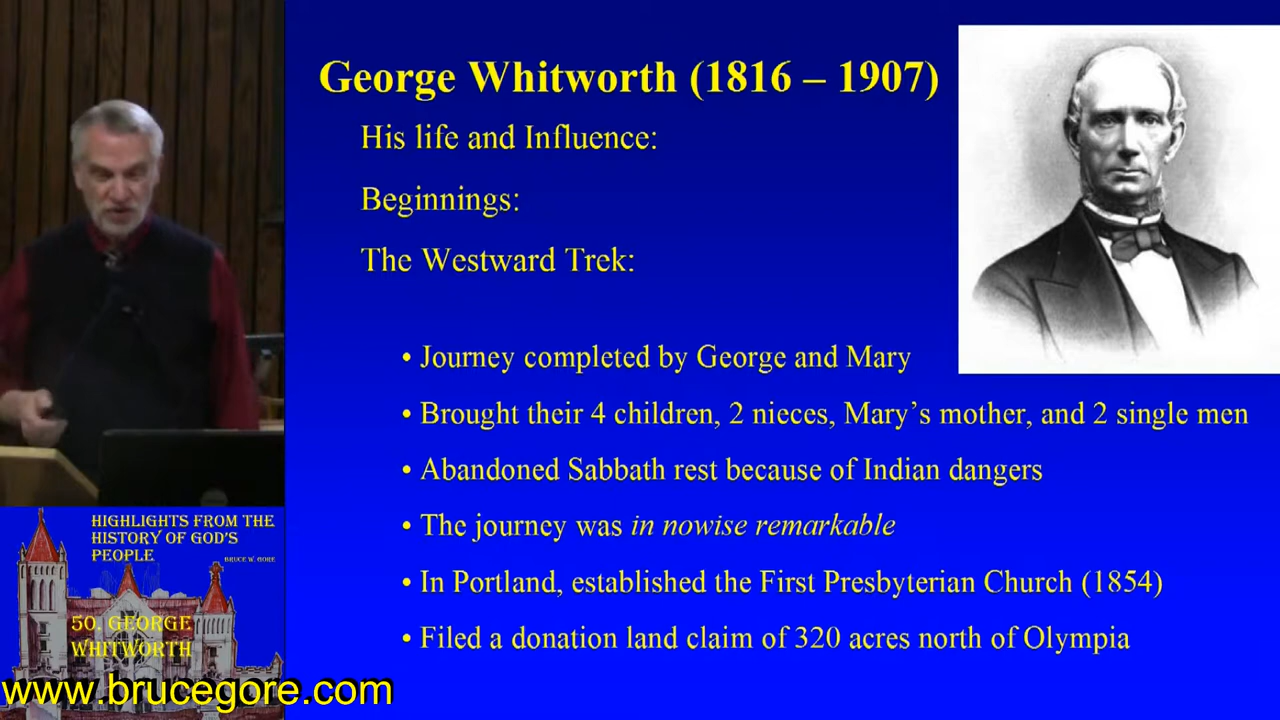 George Whitworth (1816 – 1907)
His life and Influence:
Beginnings:
The Westward Trek:
• Journey completed by George and Mary
• Brought their 4 children, 2 nieces, Mary’s mother, and 2 single men
• Abandoned Sabbath rest because of Indian dangers
• The journey was in nowise remarkable
• In Portland, established the First Presbyterian Church (1854)
• Filed a donation land claim of 320 acres north of Olympia
HIGHLIGHTS FROM THE
HISTORY OF GOD'S
PEOPLE
BRUCE W. GORE
50. GEORGE
WHITWORTH
www.brucegore.com